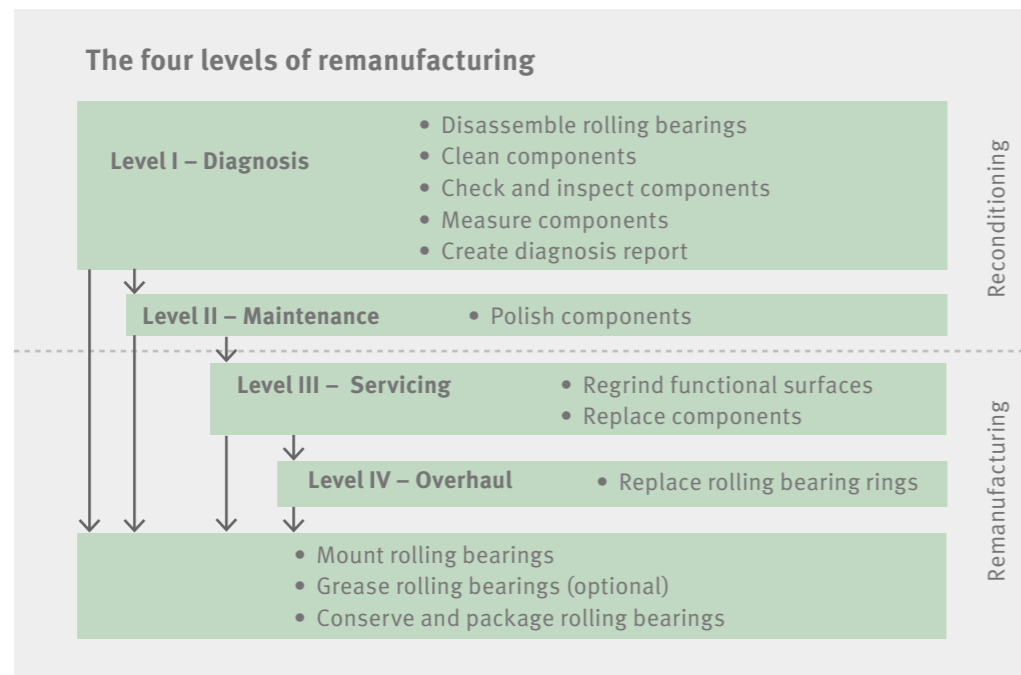 The four levels of remanufacturing
Level I – Diagnosis
• Disassemble rolling bearings
• Clean components
• Check and inspect components
• Measure components
• Create diagnosis report
Reconditioning
Level II – Maintenance
• Polish components
Level III – Servicing
• Regrind functional surfaces
• Replace components
Remanufacturing
Level IV – Overhaul
• Replace rolling bearing rings
• Mount rolling bearings
• Grease rolling bearings (optional)
• Conserve and package rolling bearings